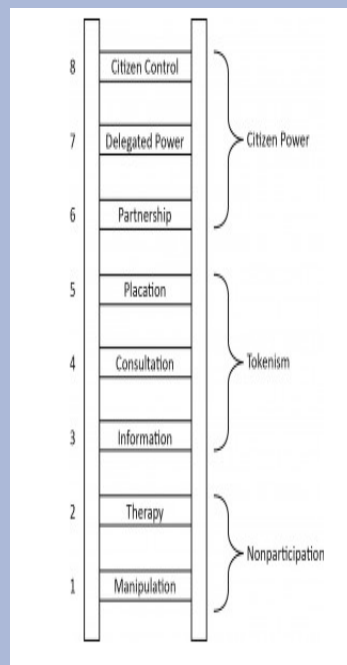 8 Citizen Control
7 Delegated Power
Citizen Power
6 Partnership
5 Placation
4 Consultation
Tokenism
3 Information
2 Therapy
Nonparticipation
1 Manipulation